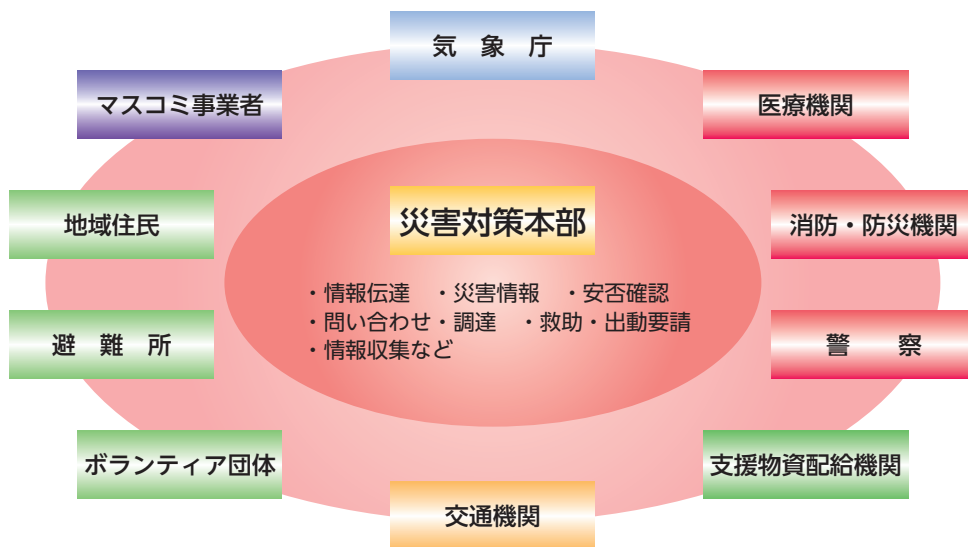 気象庁
マスコミ事業者
医療機関
地域住民
災害対策本部
消防・防災機関
・情報伝達 ・災害情報 ・安否確認
・問い合わせ・調達 ・救助・出動要請
・情報収集など
避難所
警察
ボランティア団体
支援物資配給機関
交通機関